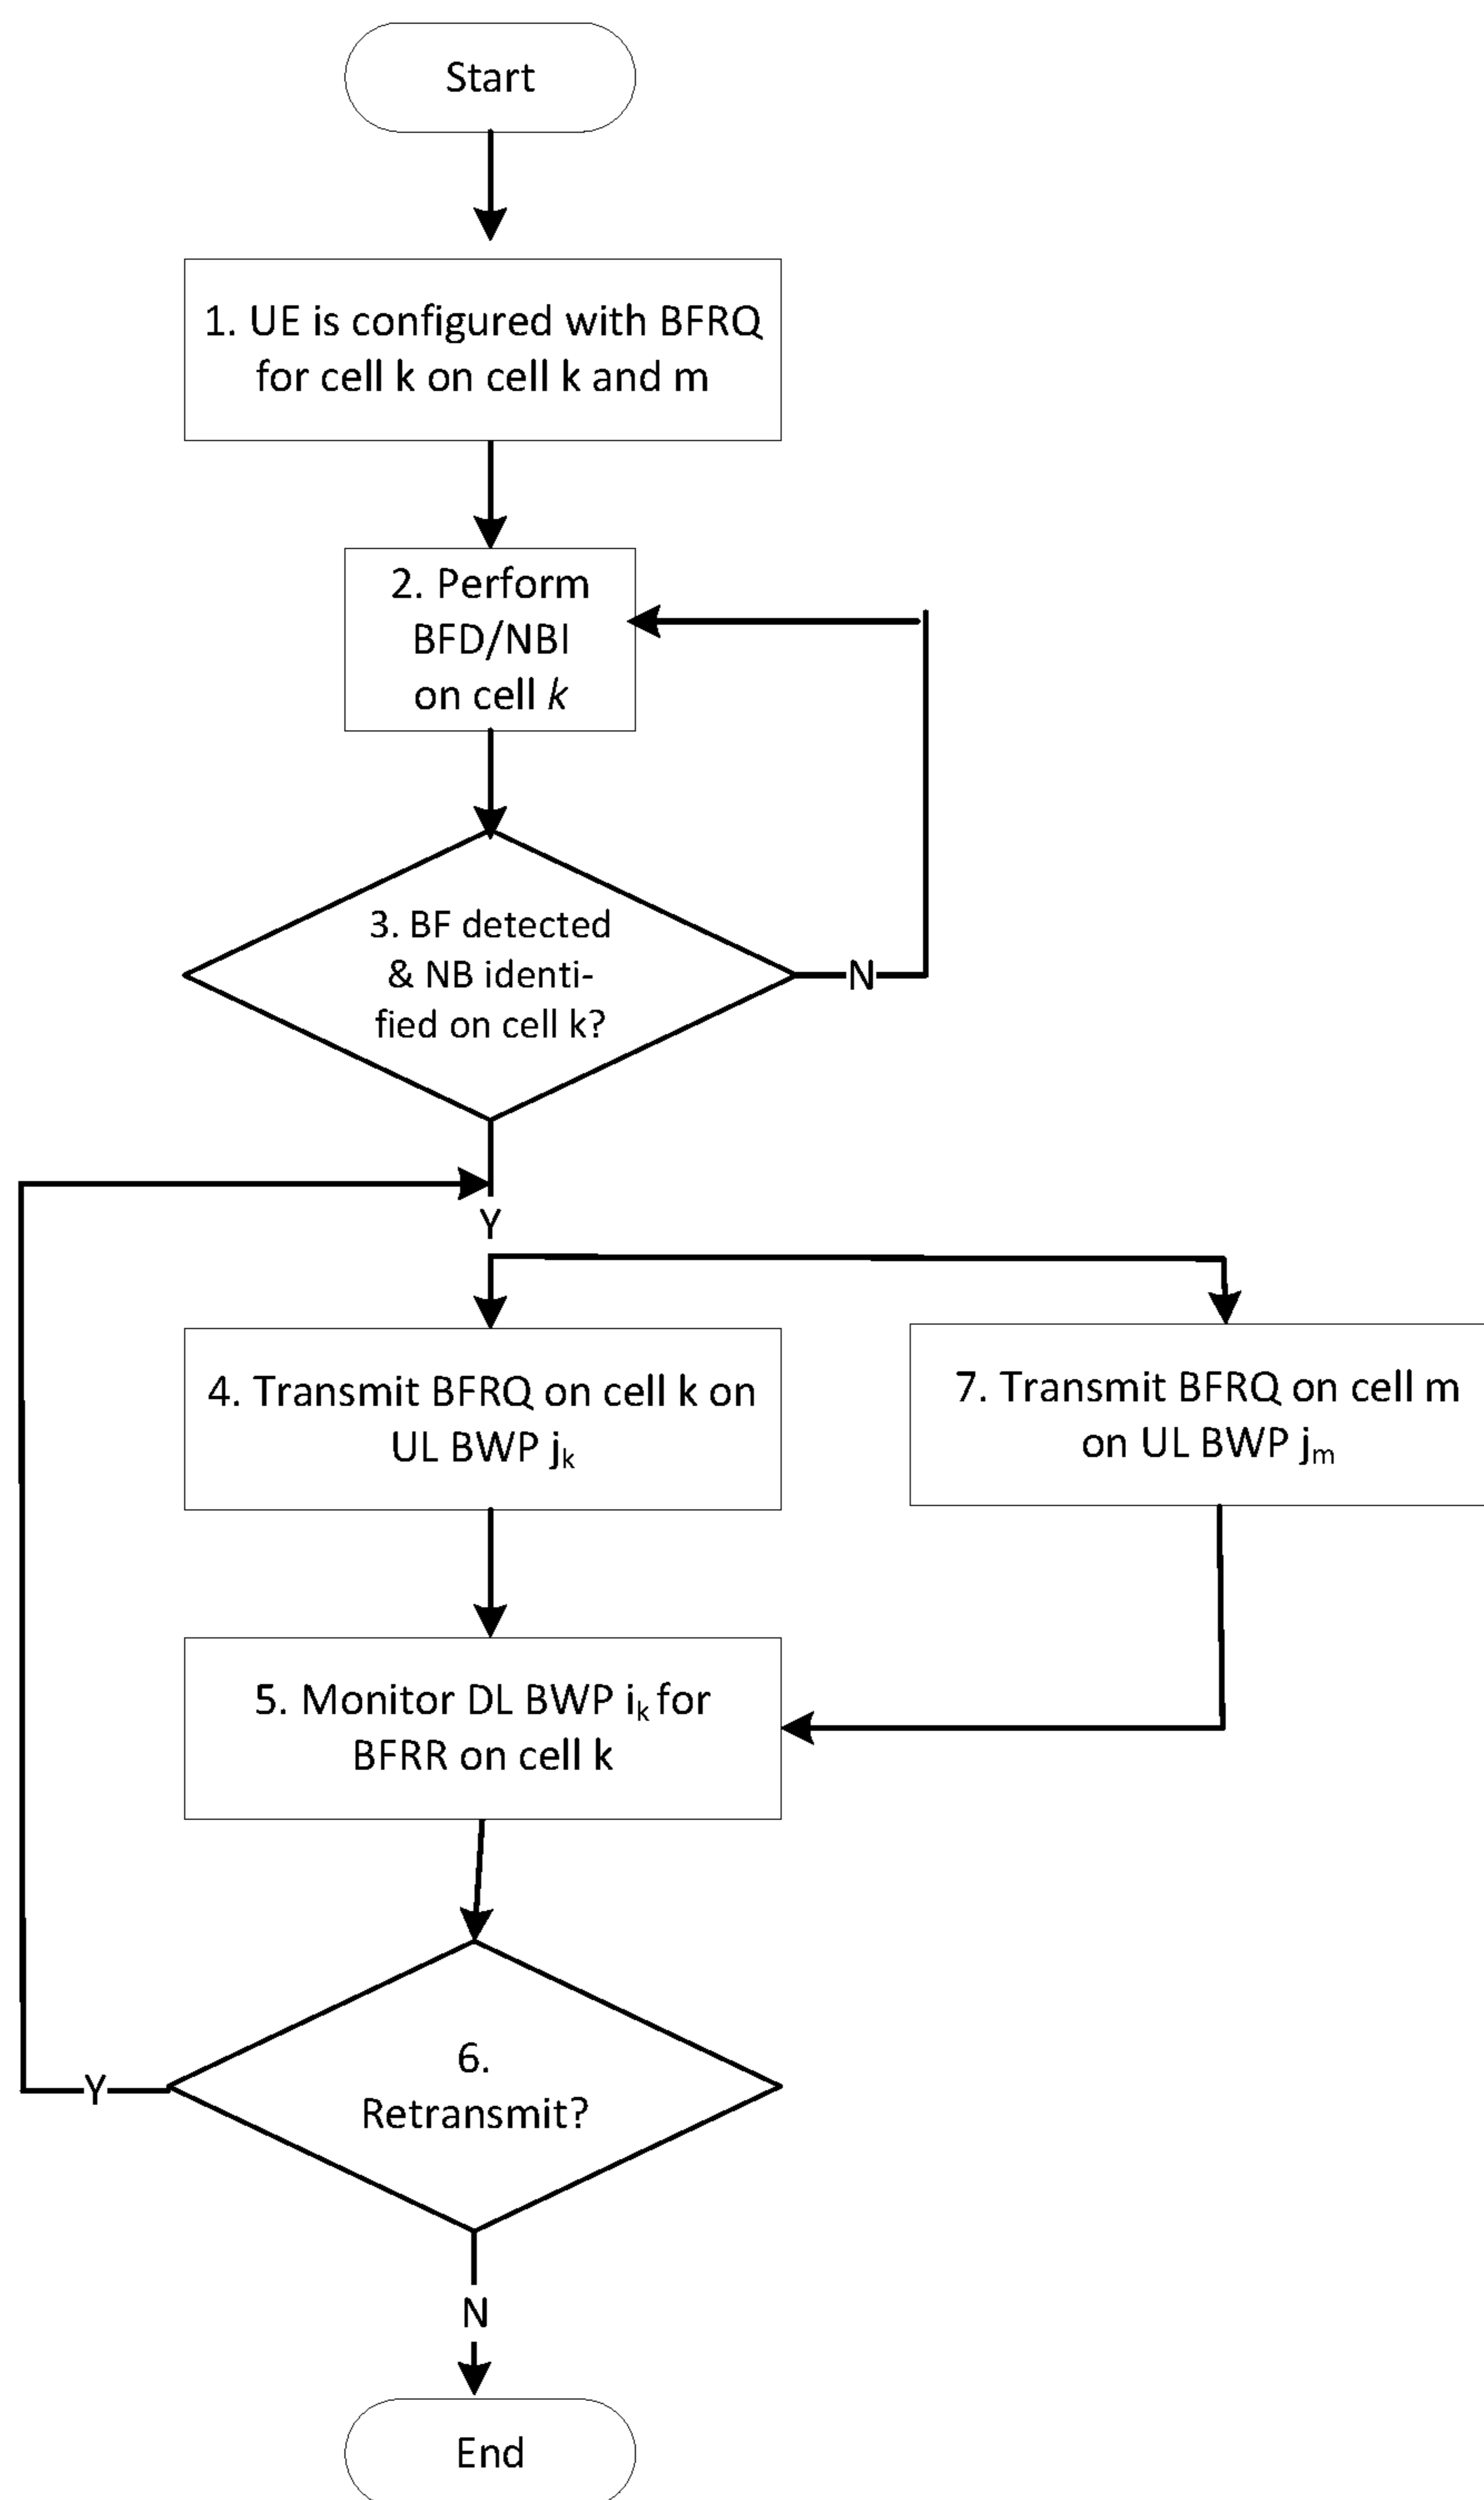 Start
1. UE is configured with BFRQ
for cell k on cell k and m
2. Perform
BFD/NBI
on cell k
3. BF detected
& NB identi-
fied on cell k?
N
Y
4. Transmit BFRQ on cell k on
UL BWP jk
7. Transmit BFRQ on cell m
on UL BWP jm
5. Monitor DL BWP ik for
BFRR on cell k
6.
Retransmit?
Y
N
End